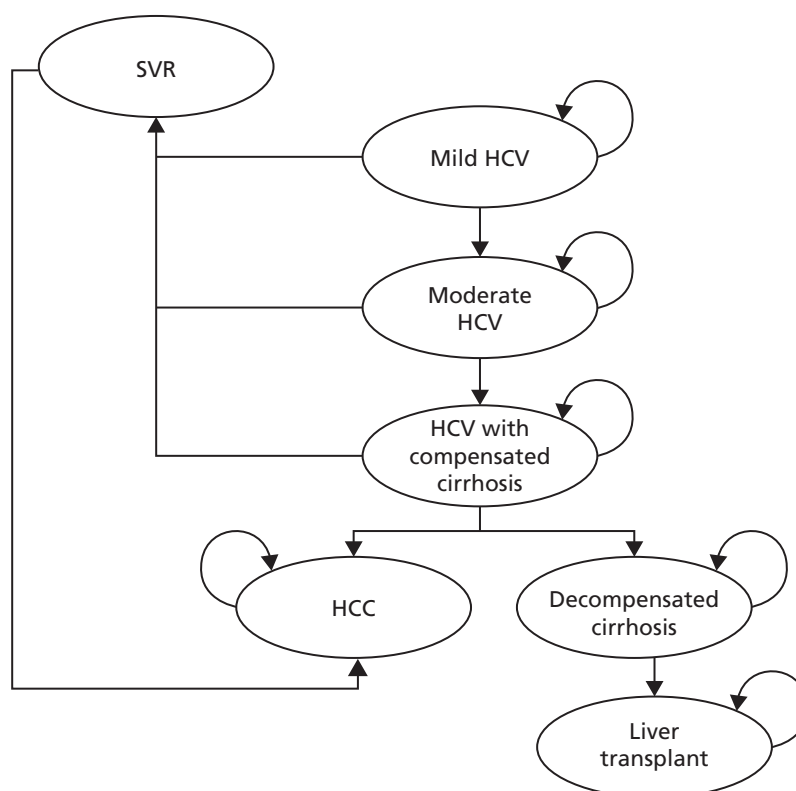 SVR
Mild HCV
Moderate
HCV
HCV with
compensated
cirrhosis
HCC
Decompensated
cirrhosis
Liver
transplant